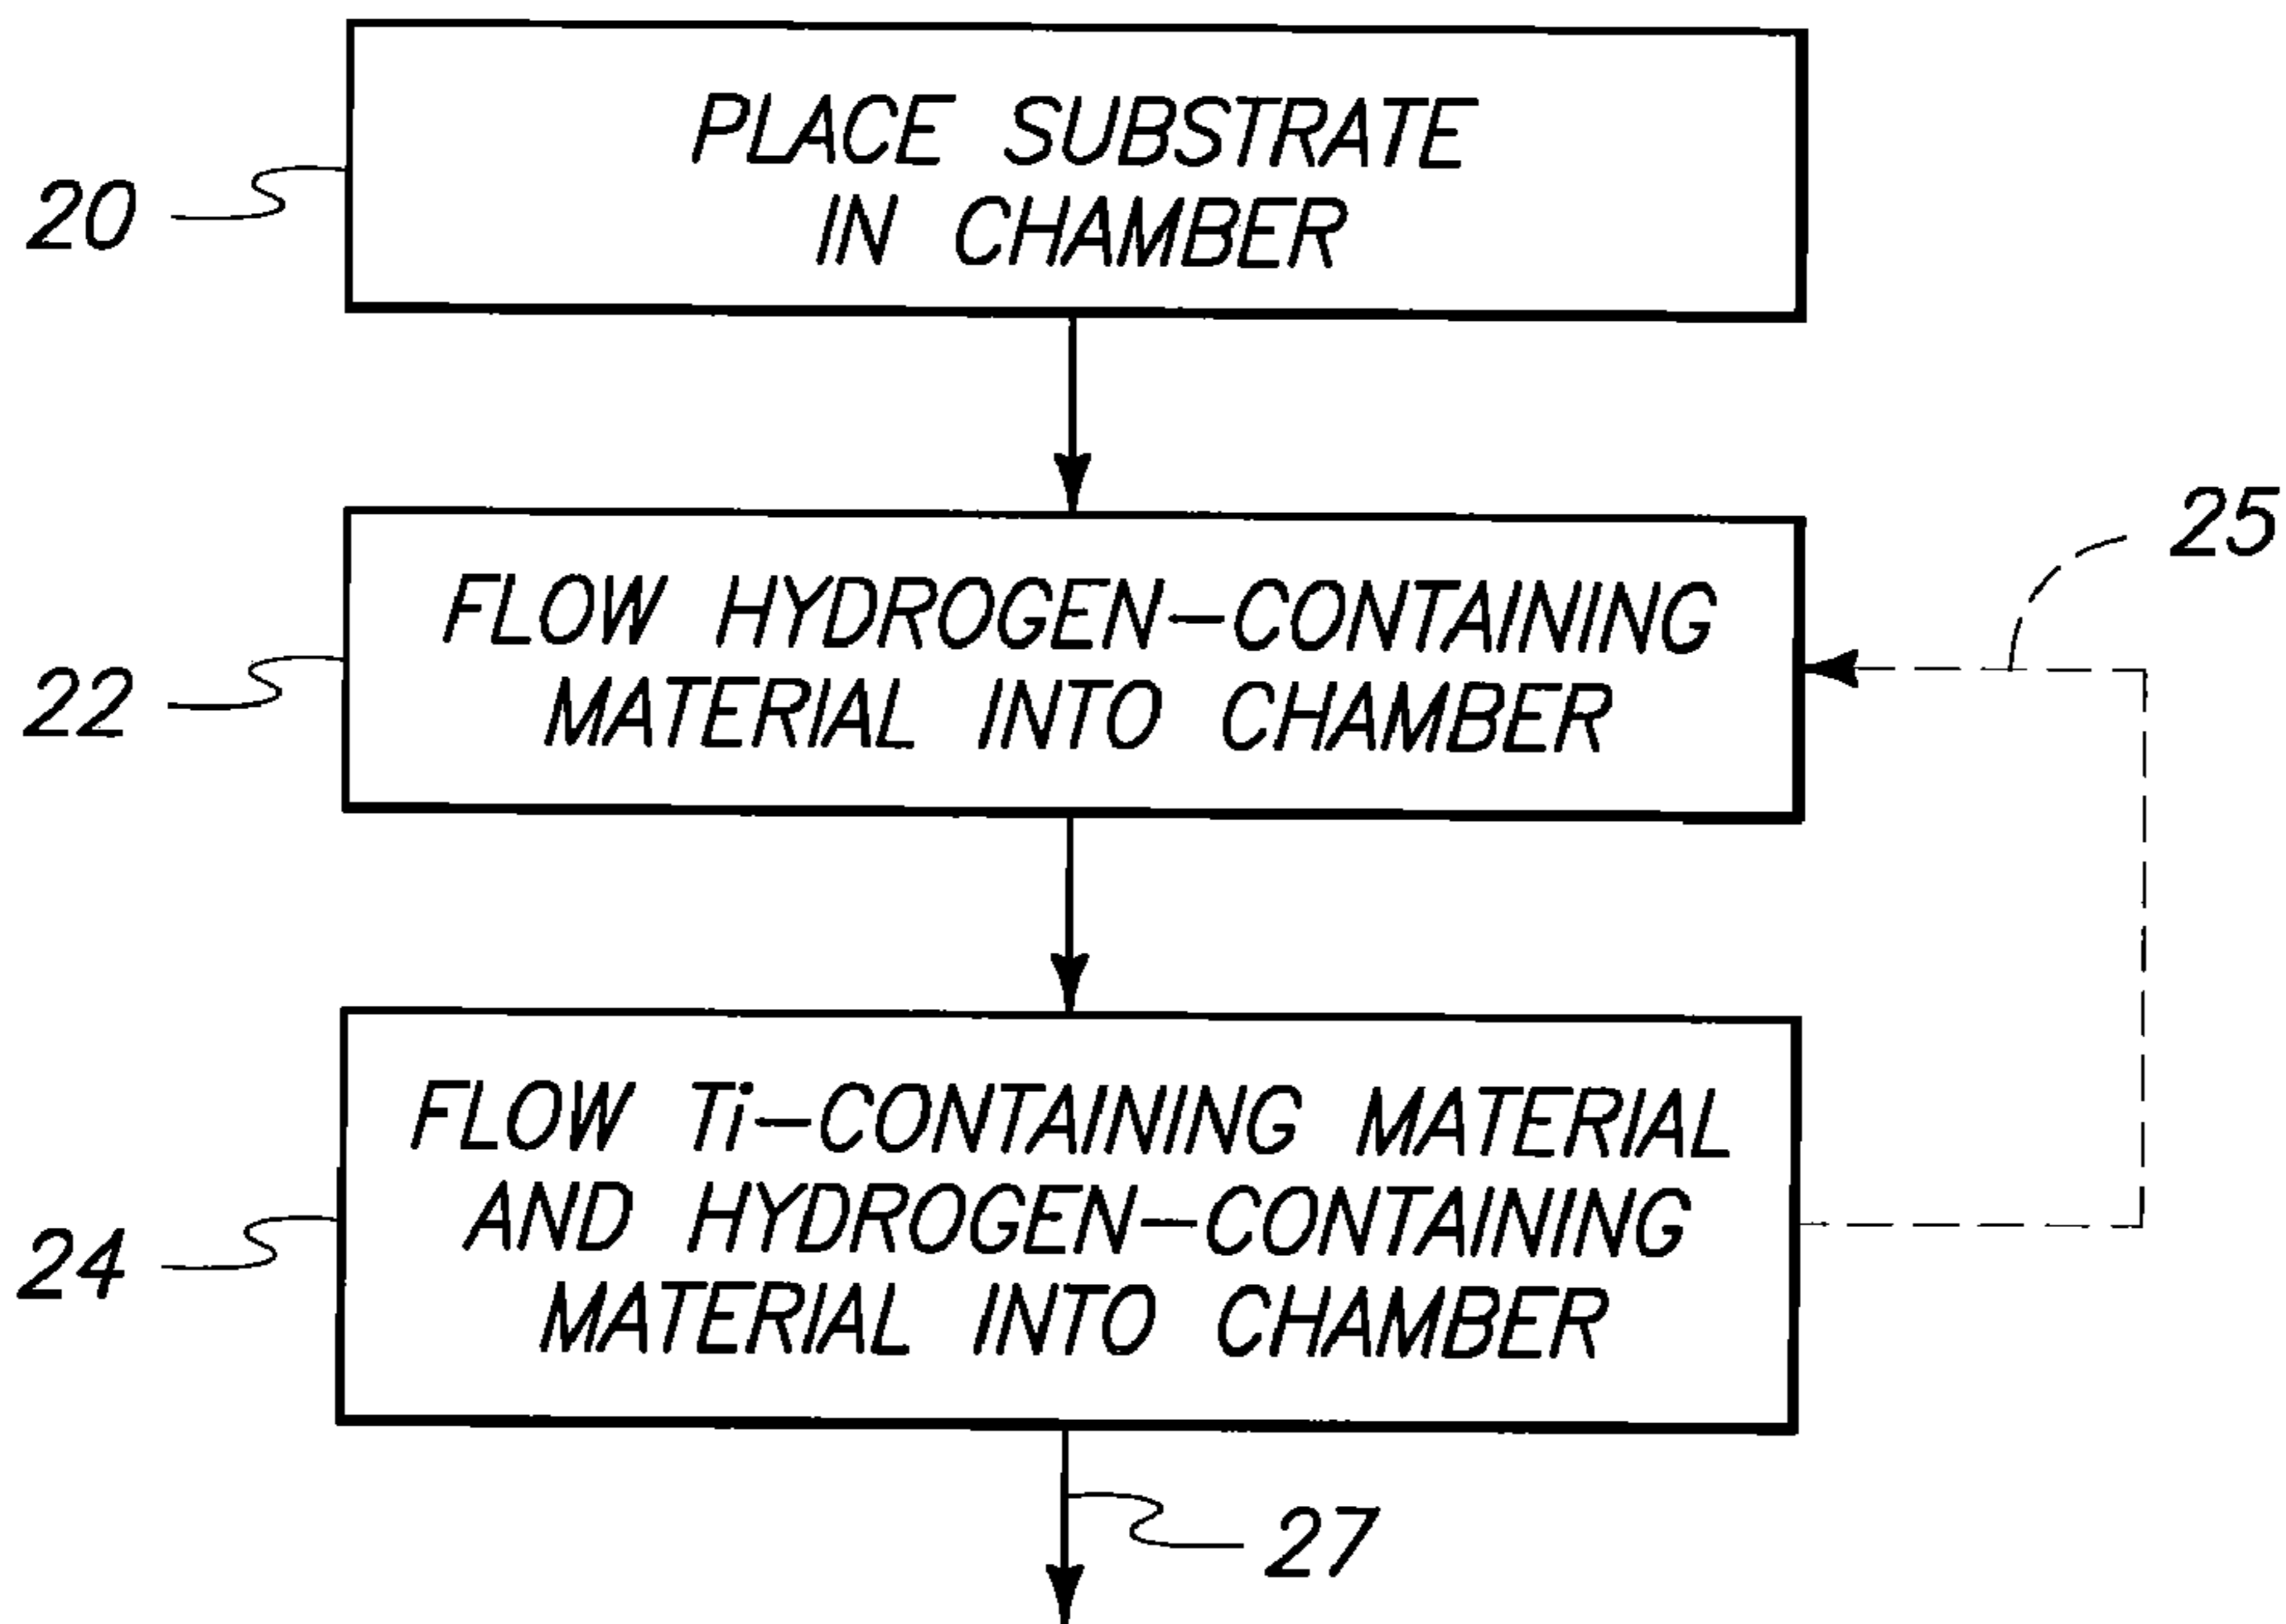 PLACE SUBSTRATE
IN CHAMBER
20
FLOW HYDROGEN-CONTAINING
MATERIAL INTO CHAMBER
22
25
FLOW Ti-CONTAINING MATERIAL
AND HYDROGEN-CONTAINING
MATERIAL INTO CHAMBER
24
27